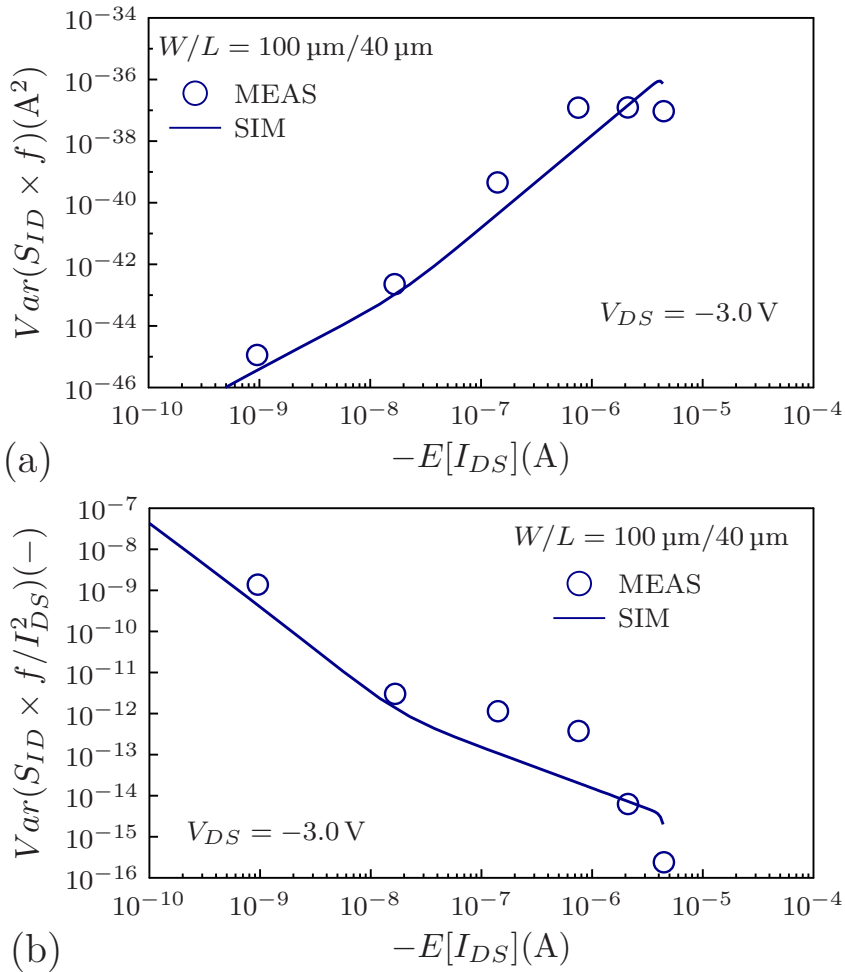 10^−34
W/L = 100 µm/40 µm
10^−36
MEAS
10^−38
SIM
10^−40
10^−42
10^−44
V_DS = −3.0 V
10^−46
Var(S_ID × f)(A^2)
10^−10 10^−9 10^−8 10^−7 10^−6 10^−5 10^−4
(a)
−E[I_DS](A)
10^−7
W/L = 100 µm/40 µm
10^−8
MEAS
10^−9
SIM
10^−10
10^−11
10^−12
10^−13
10^−14
10^−15
V_DS = −3.0 V
10^−16
Var(S_ID × f/I_DS^2)(−)
10^−10 10^−9 10^−8 10^−7 10^−6 10^−5 10^−4
(b)
−E[I_DS](A)